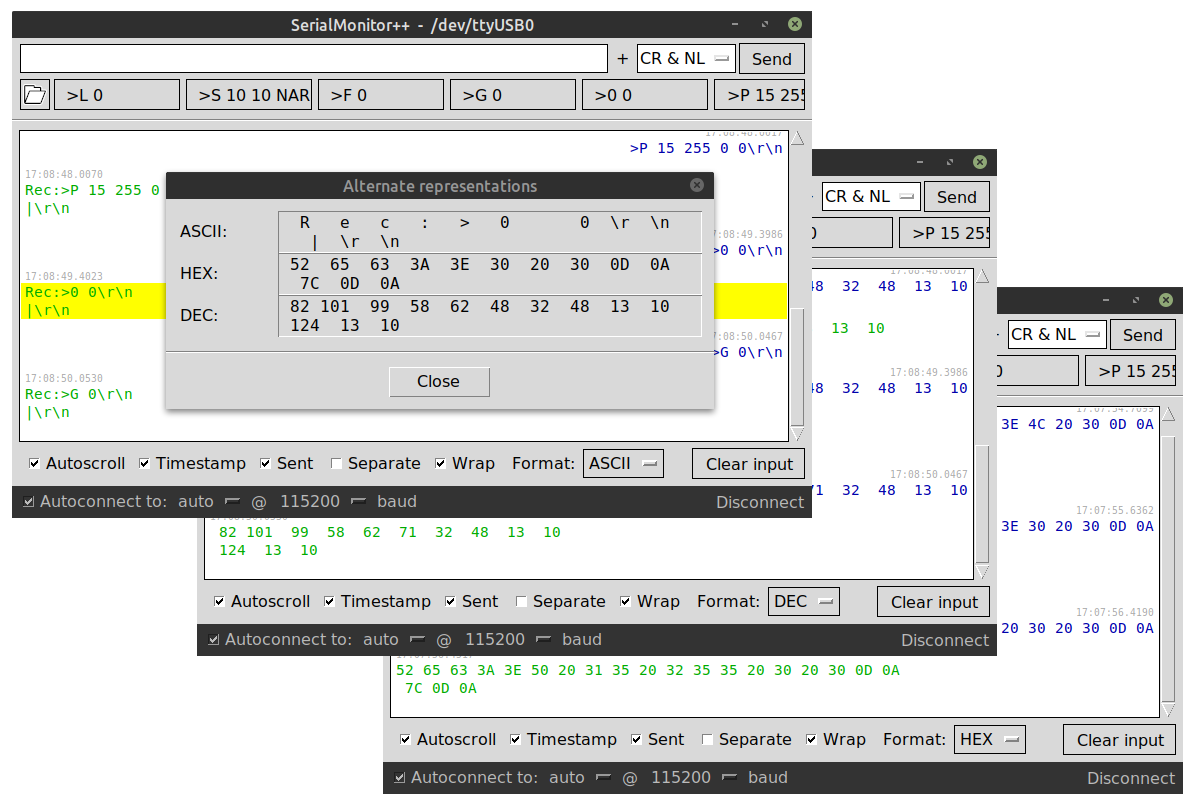 SerialMonitor++ - /dev/ttyUSB0
+ CR & NL Send
>L 0 >S 10 10 NAR >F 0 >G 0 >0 0 >P 15 255
17:08:48.0017
>P 15 255 0 0\r\n
17:08:48.0070
Rec:>P 15 255 0
|\r\n
17:08:49.3986
>0 0\r\n
17:08:49.4023
Rec:>0 0\r\n
|\r\n
17:08:50.0467
>G 0\r\n
17:08:50.0530
Rec:>G 0\r\n
|\r\n
Alternate representations
ASCII: R e c : > 0 0 \r \n
| \r \n
HEX: 52 65 63 3A 3E 30 20 30 0D 0A
7C 0D 0A
DEC: 82 101 99 58 62 48 32 48 13 10
124 13 10
Close
Autoscroll Timestamp Sent Separate Wrap Format: ASCII Clear input
Autoconnect to: auto @ 115200 baud Disconnect
CR & NL Send
>P 15 255
17:08:48.0017
48 32 48 13 10
13 10
17:08:49.3986
48 32 48 13 10
17:08:50.0467
71 32 48 13 10
82 101 99 58 62 71 32 48 13 10
124 13 10
Autoscroll Timestamp Sent Separate Wrap Format: DEC Clear input
Autoconnect to: auto @ 115200 baud Disconnect
CR & NL Send
>P 15 255
3E 4C 20 30 0D 0A
17:07:55.6362
3E 30 20 30 0D 0A
17:07:56.4190
20 30 20 30 0D 0A
52 65 63 3A 3E 50 20 31 35 20 32 35 35 20 30 20 30 0D 0A
7C 0D 0A
Autoscroll Timestamp Sent Separate Wrap Format: HEX Clear input
Autoconnect to: auto @ 115200 baud Disconnect